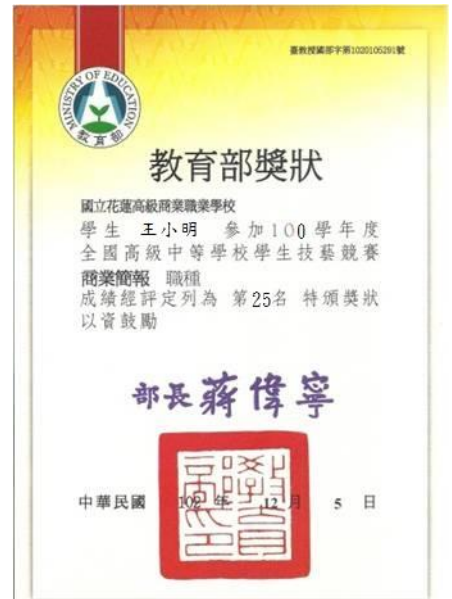 臺教授國部字第1020105291號
MINISTRY OF EDUCATION
教育部
教育部獎狀
國立花蓮高級商業職業學校
學生 王小明 參加100學年度
全國高級中等學校學生技藝競賽
商業簡報 職種
成績經評定列為 第25名 特頒獎狀
以資鼓勵
部長 蔣偉寧
中華民國 102 年 12 月 5 日